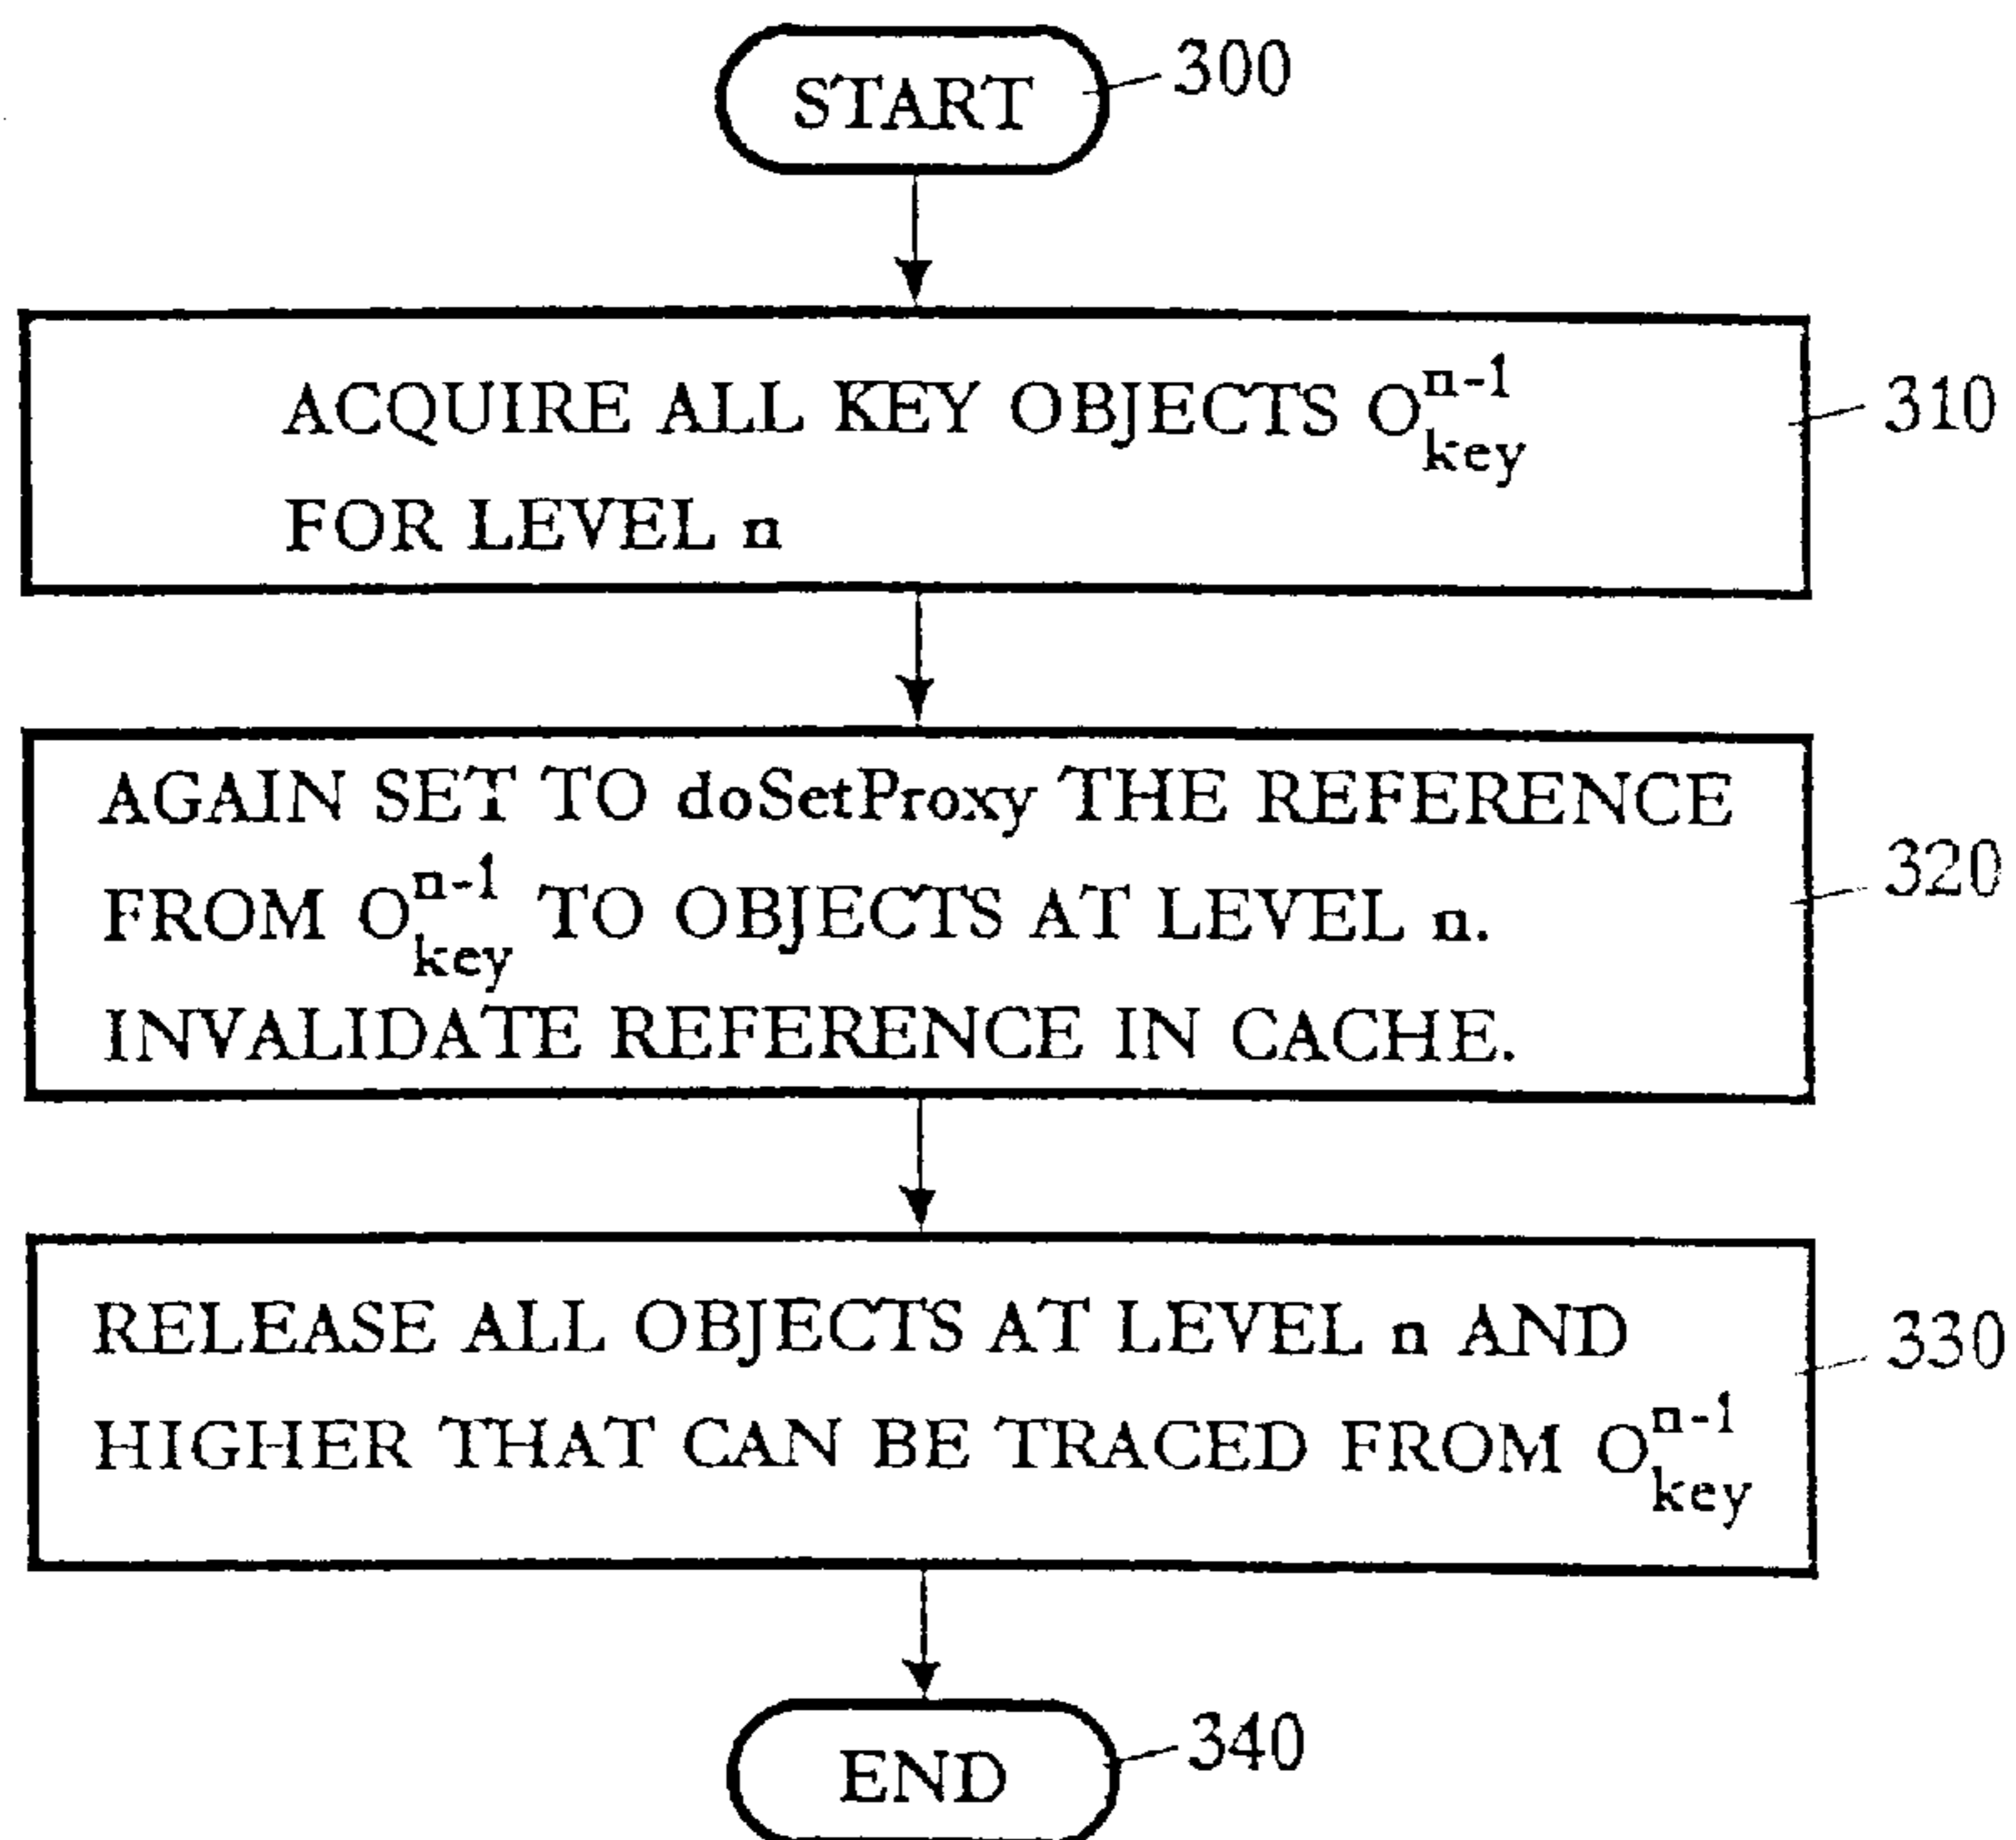 START
300
ACQUIRE ALL KEY OBJECTS O^{n-1}_{key}
FOR LEVEL n
310
AGAIN SET TO doSetProxy THE REFERENCE
FROM O^{n-1}_{key} TO OBJECTS AT LEVEL n.
INVALIDATE REFERENCE IN CACHE.
320
RELEASE ALL OBJECTS AT LEVEL n AND
HIGHER THAT CAN BE TRACED FROM O^{n-1}_{key}
330
END
340